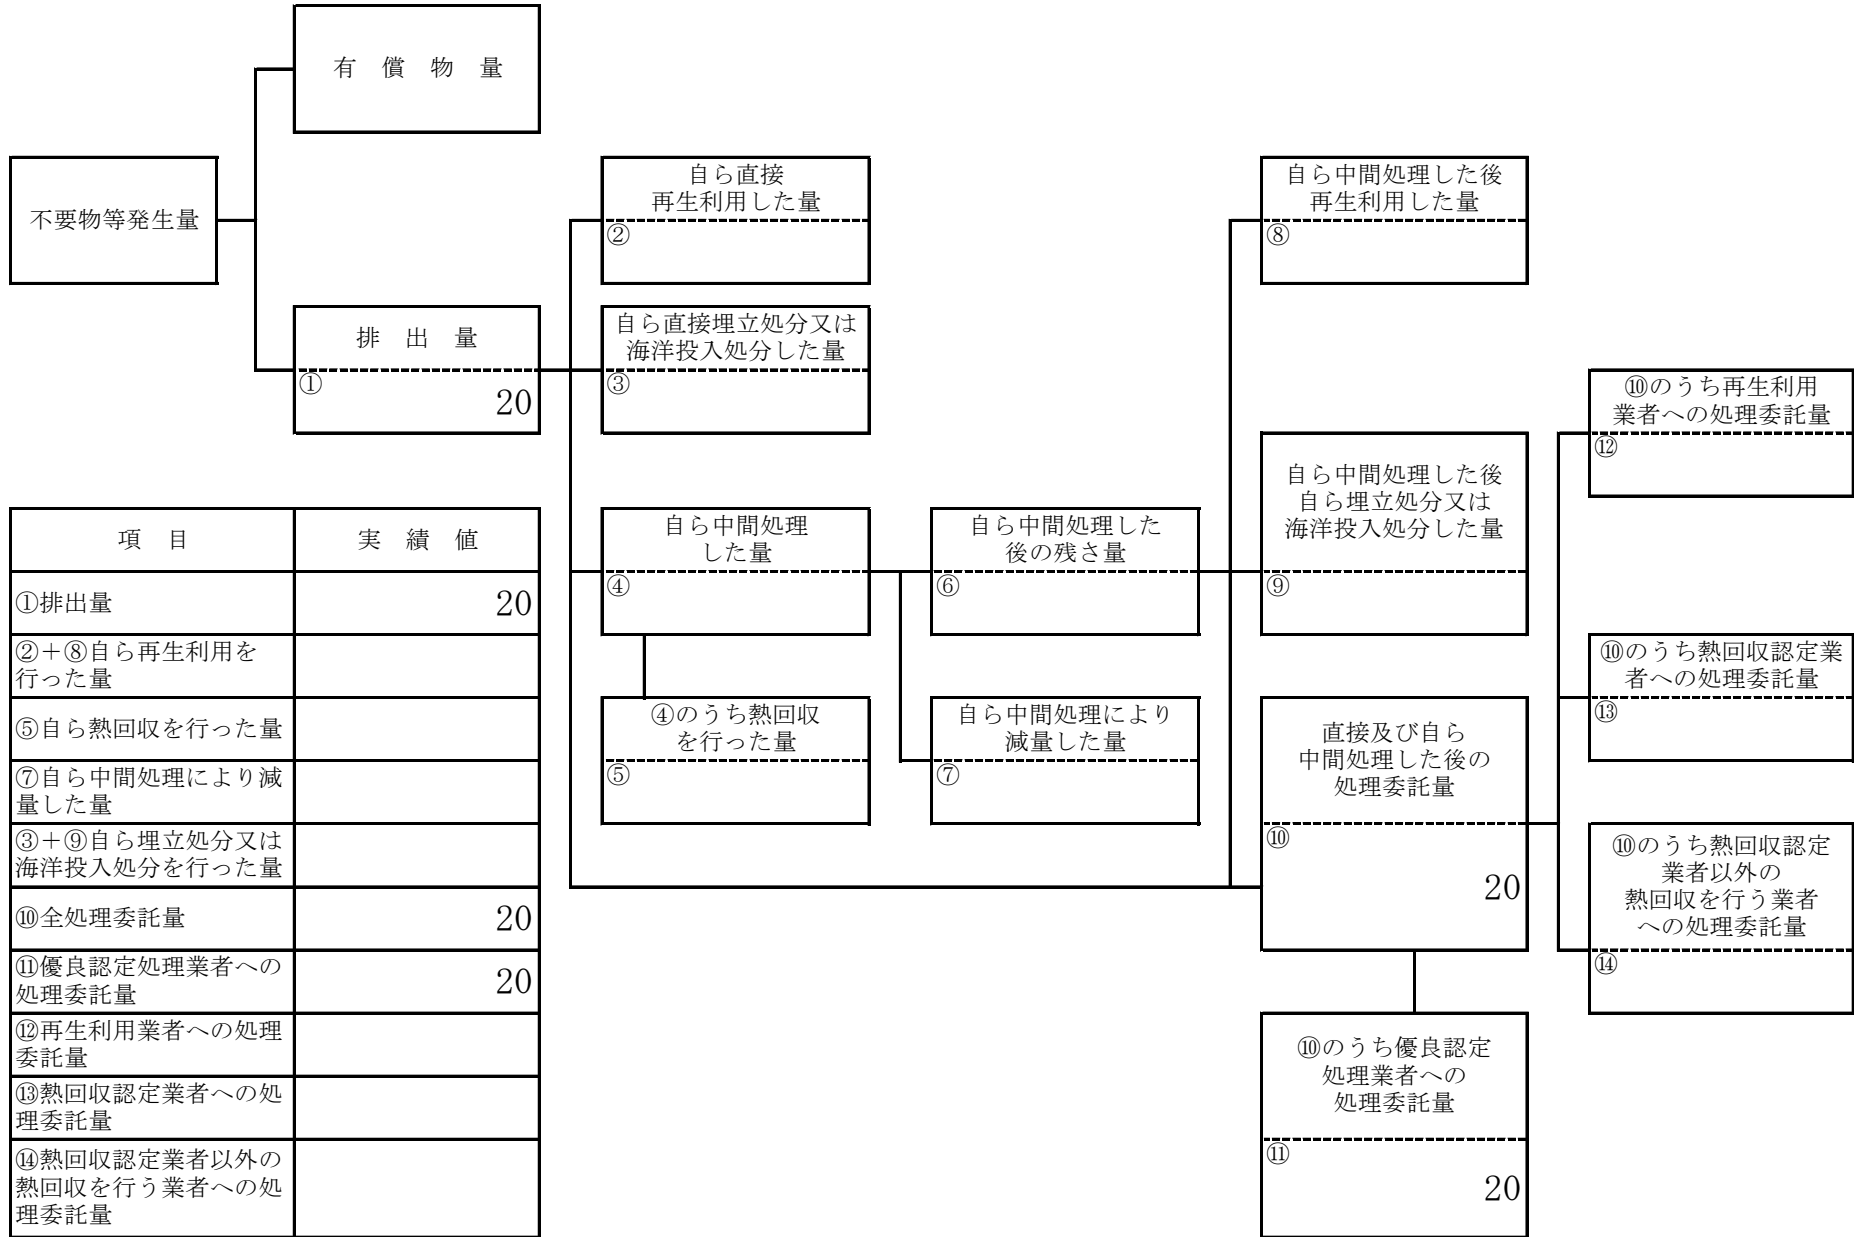 有 償 物 量
不要物等発生量
排 出 量
①
20
自ら直接
再生利用した量
②
自ら直接埋立処分又は
海洋投入処分した量
③
自ら中間処理
した量
④
④のうち熱回収
を行った量
⑤
自ら中間処理した
後の残さ量
⑥
自ら中間処理により
減量した量
⑦
自ら中間処理した後
再生利用した量
⑧
自ら中間処理した後
自ら埋立処分又は
海洋投入処分した量
⑨
直接及び自ら
中間処理した後の
処理委託量
⑩
20
⑩のうち優良認定
処理業者への
処理委託量
⑪
20
⑩のうち再生利用
業者への処理委託量
⑫
⑩のうち熱回収認定業
者への処理委託量
⑬
⑩のうち熱回収認定
業者以外の
熱回収を行う業者
への処理委託量
⑭
項 目 実 績 値
①排出量 20
②+⑧自ら再生利用を
行った量
⑤自ら熱回収を行った量
⑦自ら中間処理により減
量した量
③+⑨自ら埋立処分又は
海洋投入処分を行った量
⑩全処理委託量 20
⑪優良認定処理業者への
処理委託量 20
⑫再生利用業者への処理
委託量
⑬熱回収認定業者への処
理委託量
⑭熱回収認定業者以外の
熱回収を行う業者への処
理委託量